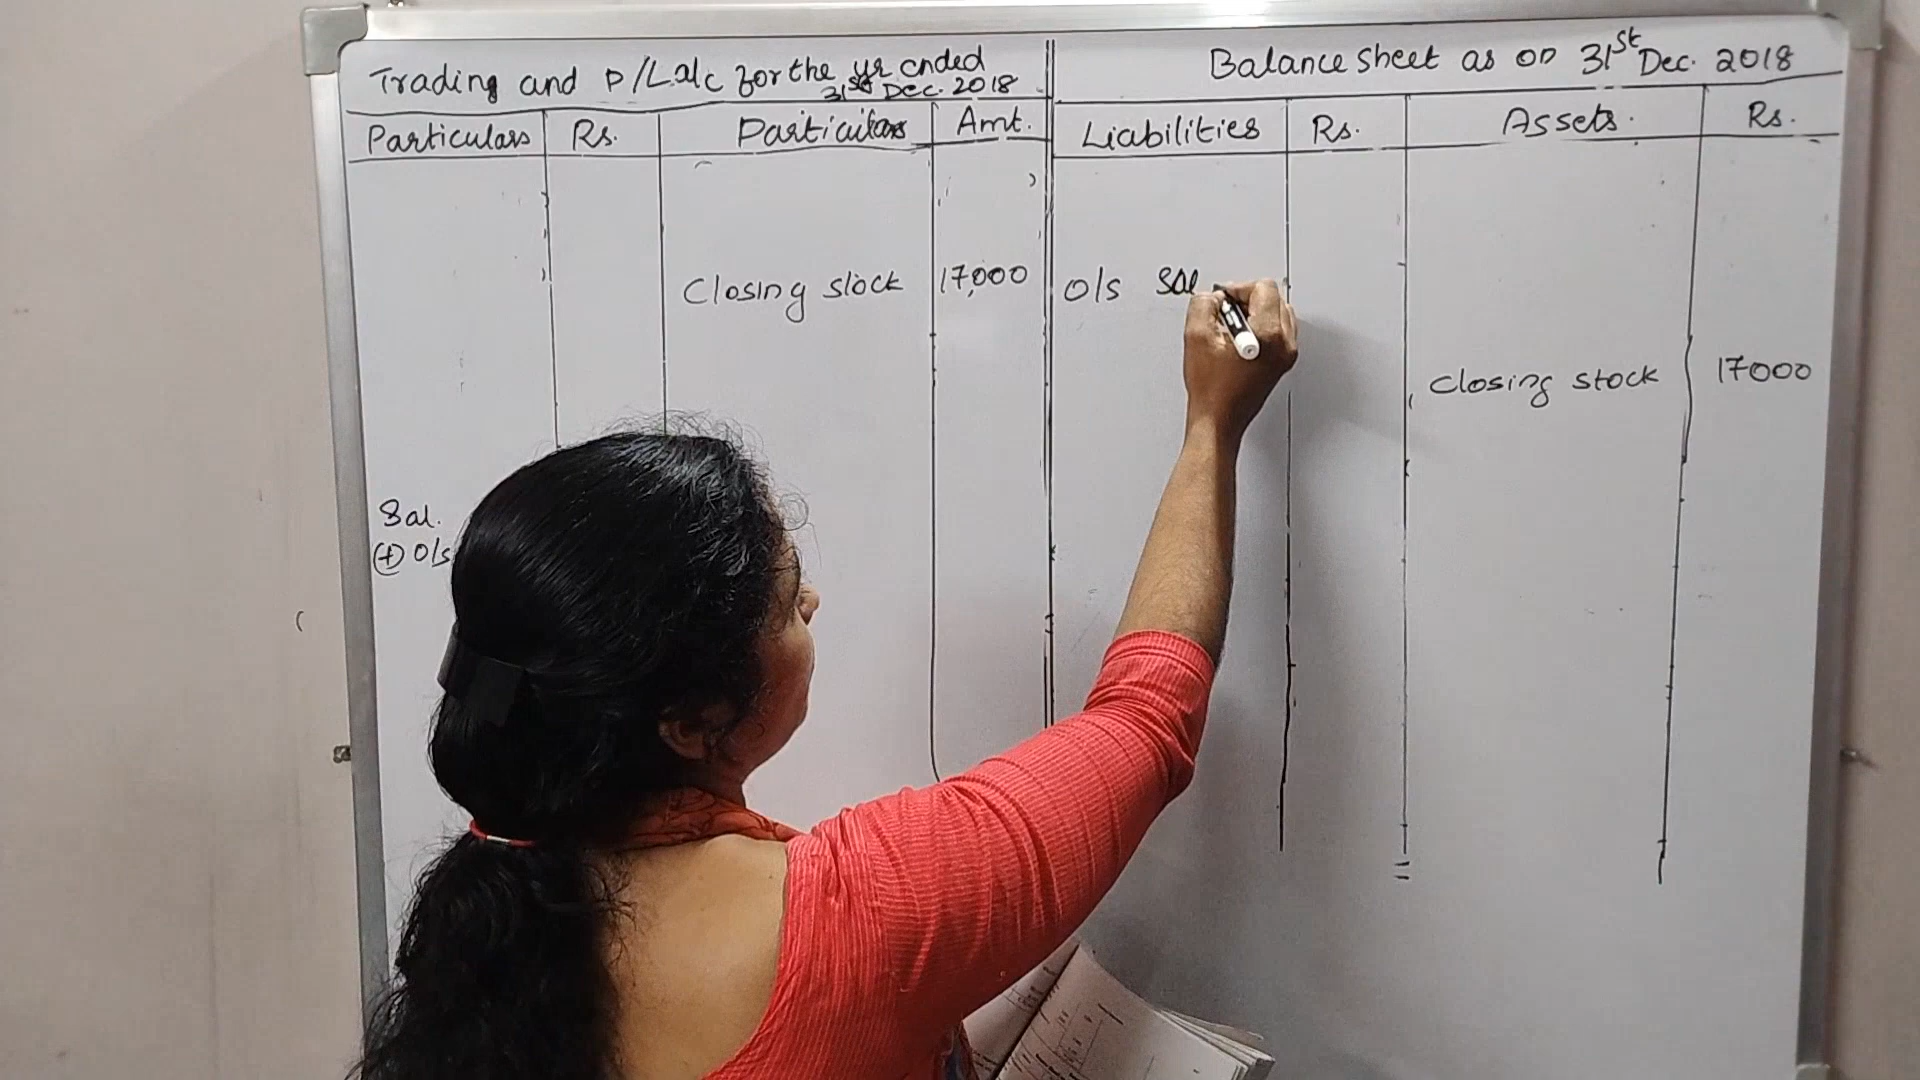 Trading and P/L a/c for the yr ended
31st Dec. 2018
Particulars Rs. Particulars Amt.
Closing stock 17,000
Sal.
(+) O/s
Balance sheet as on 31st Dec. 2018
Liabilities Rs. Assets. Rs.
O/s Sal
Closing stock 17000